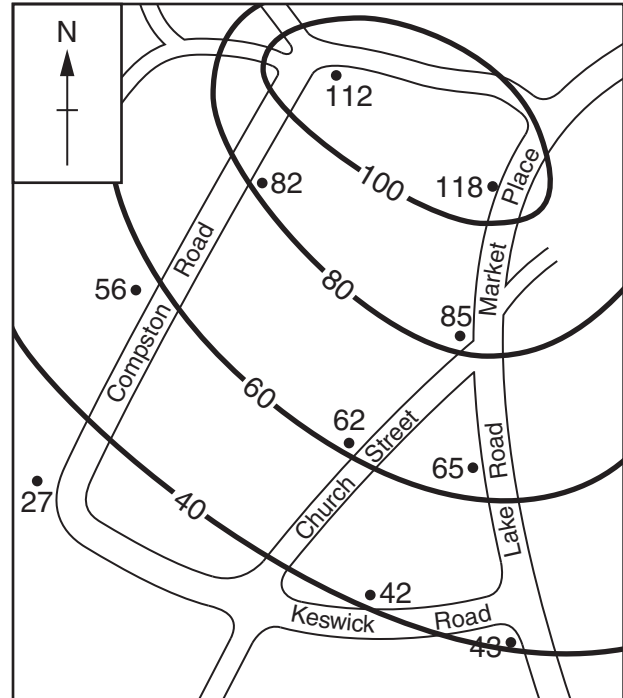 N
112
100
118
82
Market Place
80
Compston Road
56
85
60
62
Church Street
65
Lake Road
27
40
42
Keswick Road
43